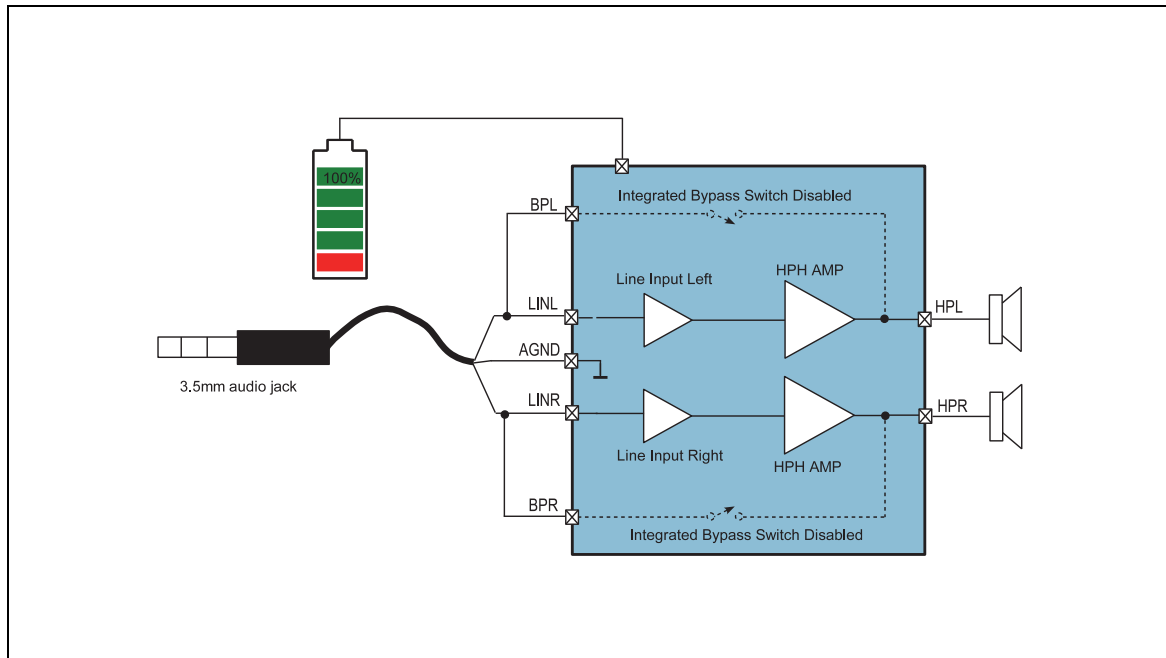 100%
Integrated Bypass Switch Disabled
BPL
Line Input Left
HPH AMP
LINL
HPL
AGND
3.5mm audio jack
LINR
HPR
Line Input Right
HPH AMP
BPR
Integrated Bypass Switch Disabled